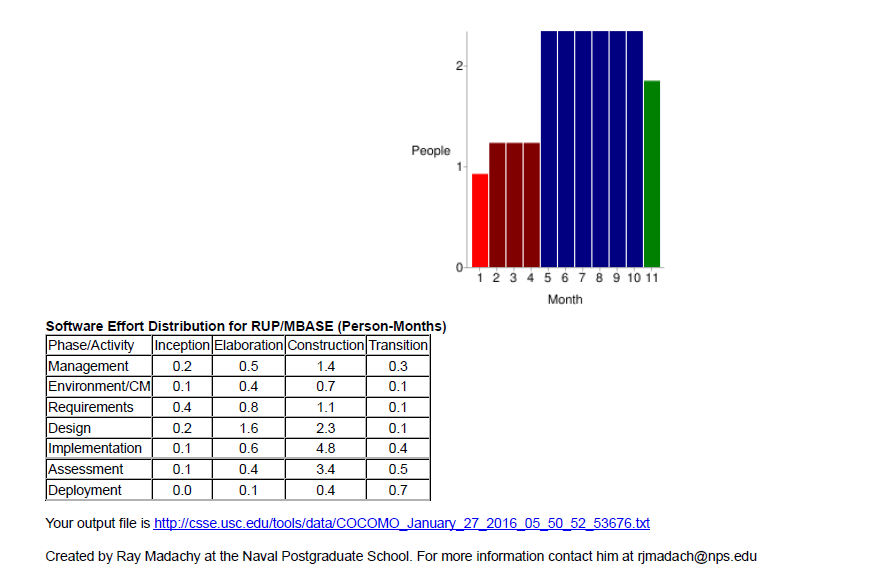 2
People
1
0
1 2 3 4 5 6 7 8 9 10 11
Month
Software Effort Distribution for RUP/MBASE (Person-Months)
Phase/Activity Inception Elaboration Construction Transition
Management 0.2 0.5 1.4 0.3
Environment/CM 0.1 0.4 0.7 0.1
Requirements 0.4 0.8 1.1 0.1
Design 0.2 1.6 2.3 0.1
Implementation 0.1 0.6 4.8 0.4
Assessment 0.1 0.4 3.4 0.5
Deployment 0.0 0.1 0.4 0.7
Your output file is http://csse.usc.edu/tools/data/COCOMO_January_27_2016_05_50_52_53676.txt
Created by Ray Madachy at the Naval Postgraduate School. For more information contact him at rjmadach@nps.edu